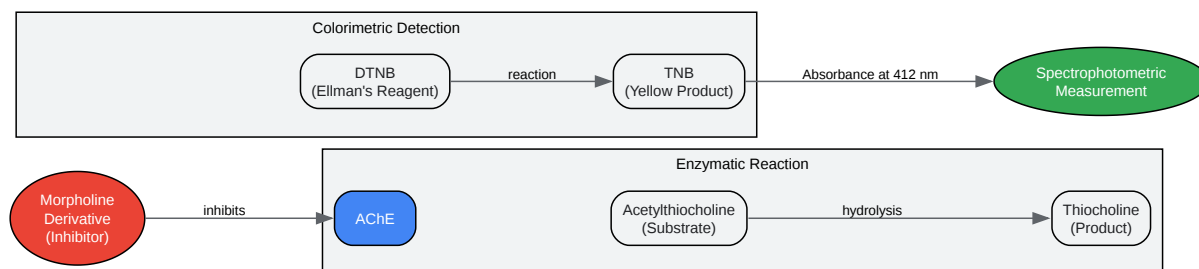 Colorimetric Detection
DTNB
(Ellman's Reagent)
reaction
TNB
(Yellow Product)
Absorbance at 412 nm
Spectrophotometric
Measurement
Enzymatic Reaction
Morpholine
Derivative
(Inhibitor)
inhibits
AChE
Acetylthiocholine
(Substrate)
hydrolysis
Thiocholine
(Product)